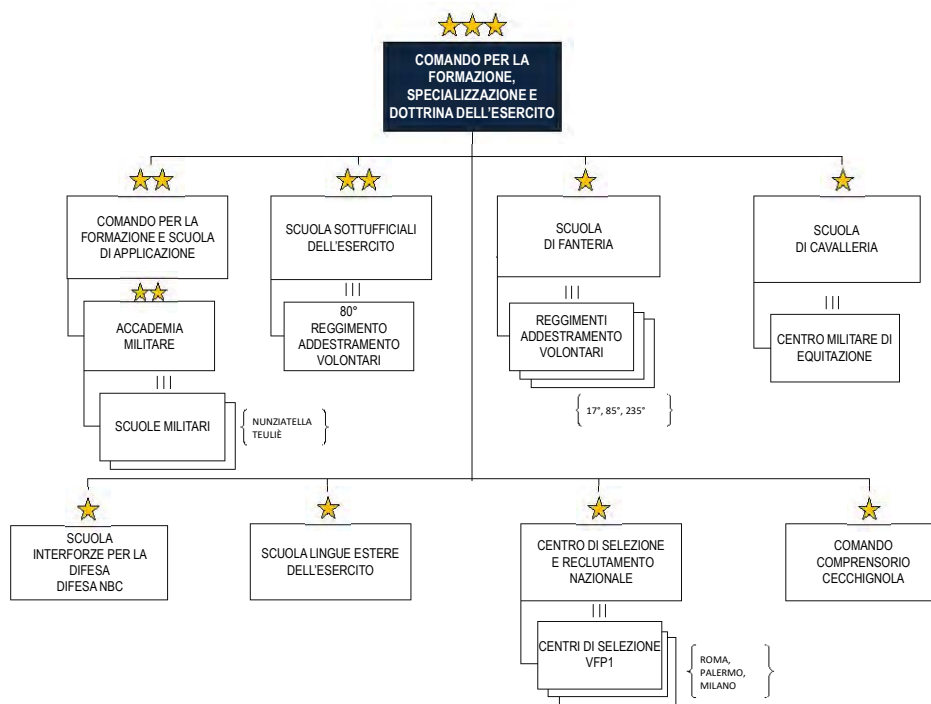 COMANDO PER LA
FORMAZIONE,
SPECIALIZZAZIONE E
DOTTRINA DELL'ESERCITO
COMANDO PER LA
FORMAZIONE E SCUOLA
DI APPLICAZIONE
SCUOLA SOTTUFFICIALI
DELL'ESERCITO
SCUOLA
DI FANTERIA
SCUOLA
DI CAVALLERIA
ACCADEMIA
MILITARE
| | |
80°
REGGIMENTO
ADDESTRAMENTO
VOLONTARI
| | |
REGGIMENTI
ADDESTRAMENTO
VOLONTARI
| | |
CENTRO MILITARE DI
EQUITAZIONE
| | |
SCUOLE MILITARI
NUNZIATELLA
TEULIÈ
17°, 85°, 235°
SCUOLA
INTERFORZE PER LA
DIFESA
DIFESA NBC
SCUOLA LINGUE ESTERE
DELL'ESERCITO
CENTRO DI SELEZIONE
E RECLUTAMENTO
NAZIONALE
COMANDO
COMPRENSORIO
CECCHIGNOLA
| | |
CENTRI DI SELEZIONE
VFP1
ROMA,
PALERMO,
MILANO